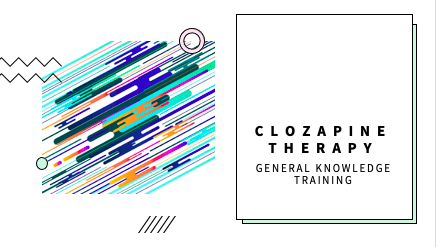 CLOZAPINE
THERAPY
GENERAL KNOWLEDGE
TRAINING